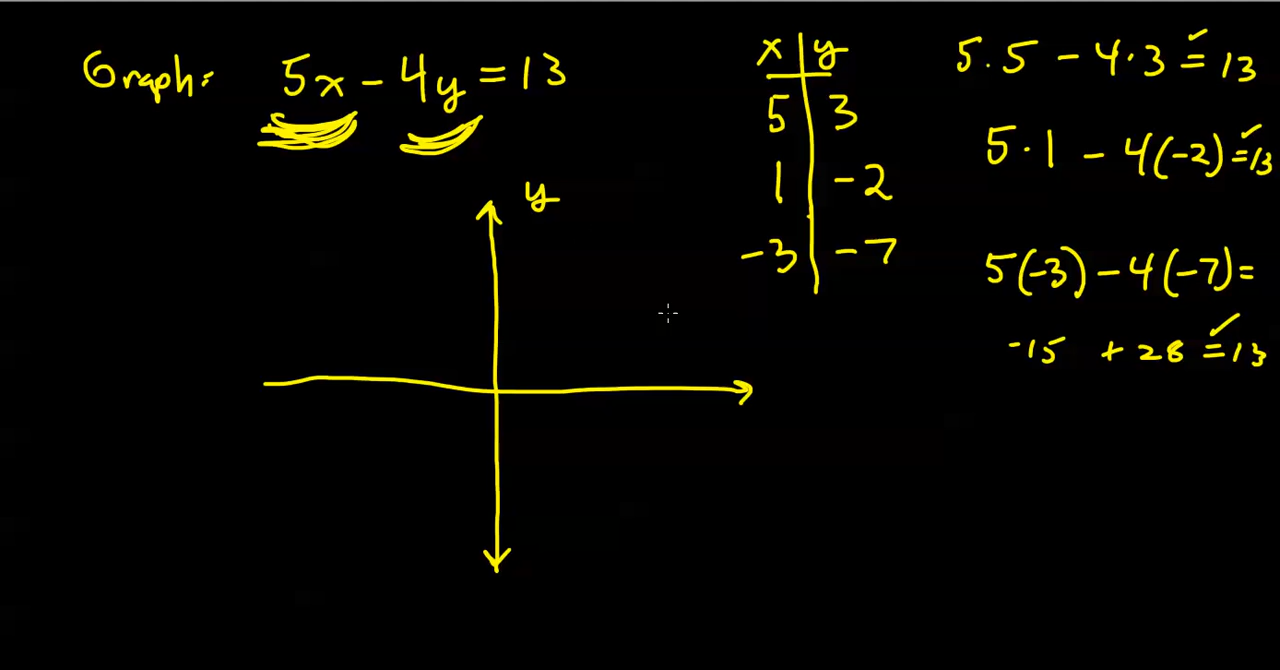 Graph: 5x - 4y = 13
x | y
5 | 3
1 | -2
-3 | -7
5·5 - 4·3 = 13 ✓
5·1 - 4(-2) = 13 ✓
5(-3) - 4(-7) =
-15 + 28 = 13 ✓
y